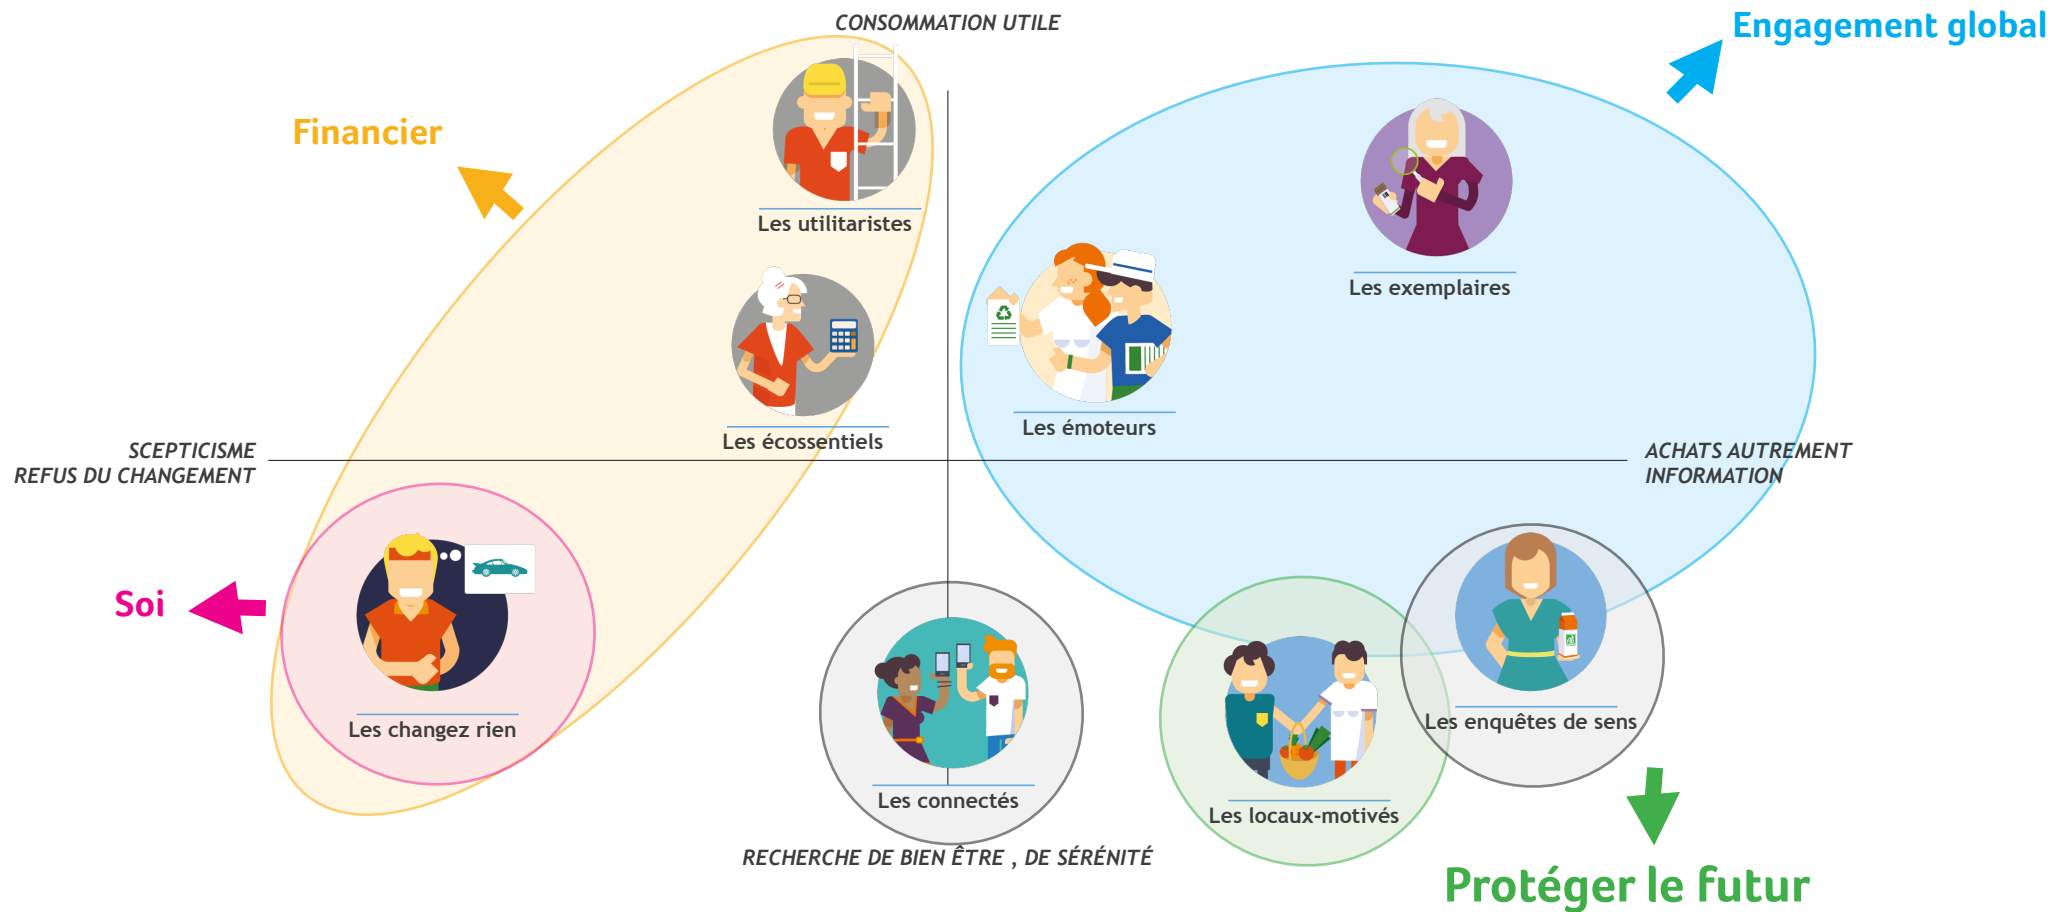 CONSOMMATION UTILE
Engagement global
Financier
Les utilitaristes
Les exemplaires
Les écossentiels
Les émoteurs
SCEPTICISME
REFUS DU CHANGEMENT
ACHATS AUTREMENT
INFORMATION
Soi
Les changez rien
Les connectés
Les locaux-motivés
Les enquêtes de sens
RECHERCHE DE BIEN ÊTRE , DE SÉRÉNITÉ
Protéger le futur